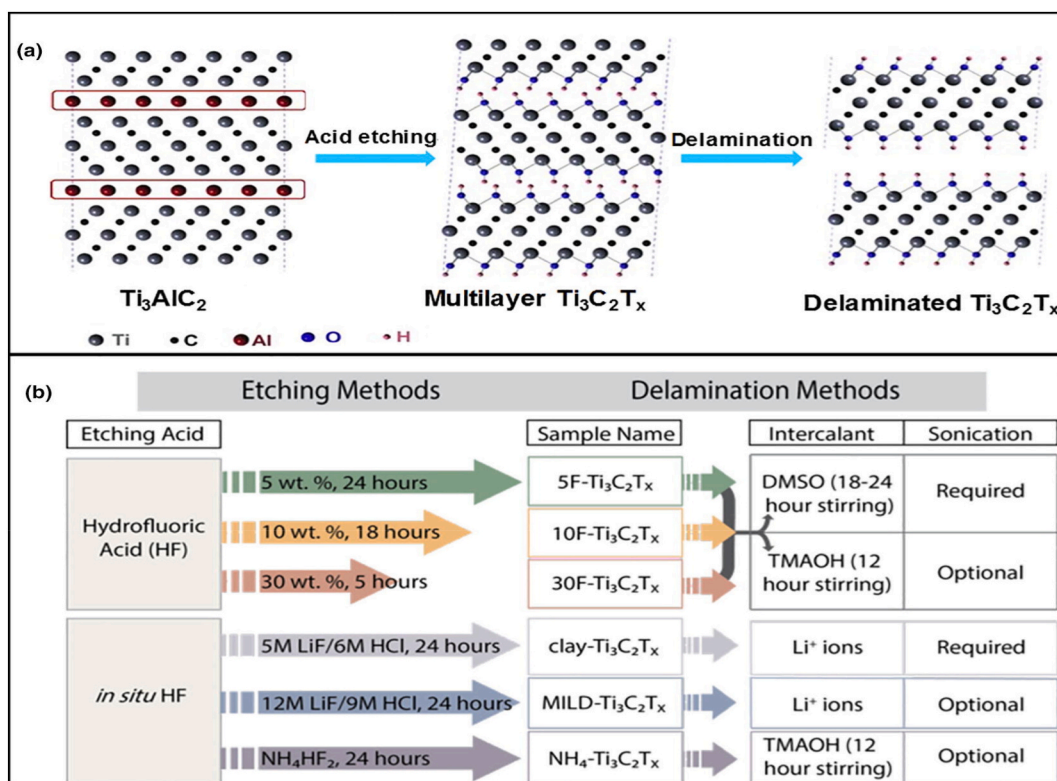 (a)
Acid etching
Delamination
Ti₃AlC₂
Multilayer Ti₃C₂Tₓ
Delaminated Ti₃C₂Tₓ
Ti C Al O H
(b)
Etching Methods Delamination Methods
Etching Acid Sample Name Intercalant Sonication
Hydrofluoric
Acid (HF)
5 wt. %, 24 hours
10 wt. %, 18 hours
30 wt. %, 5 hours
5F-Ti₃C₂Tₓ
10F-Ti₃C₂Tₓ
30F-Ti₃C₂Tₓ
DMSO (18-24
hour stirring)
Required
TMAOH (12
hour stirring)
Optional
in situ HF
5M LiF/6M HCl, 24 hours
clay-Ti₃C₂Tₓ
Li⁺ ions
Required
12M LiF/9M HCl, 24 hours
MILD-Ti₃C₂Tₓ
Li⁺ ions
Optional
NH₄HF₂, 24 hours
NH₄-Ti₃C₂Tₓ
TMAOH (12
hour stirring)
Optional